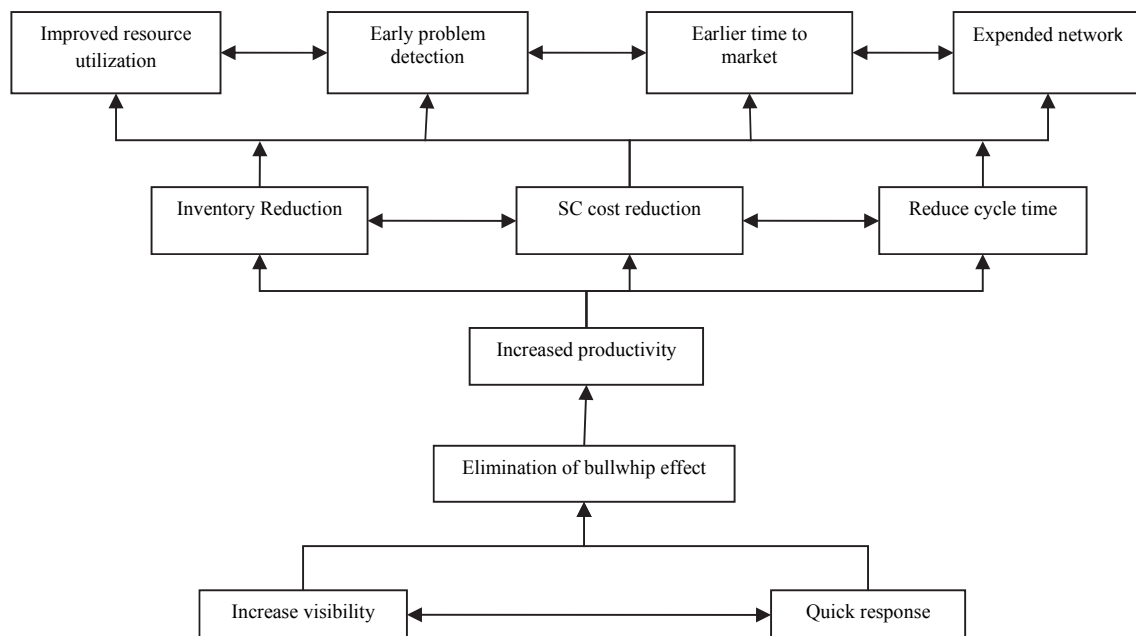 Improved resource
utilization
Early problem
detection
Earlier time to
market
Expended network
Inventory Reduction
SC cost reduction
Reduce cycle time
Increased productivity
Elimination of bullwhip effect
Increase visibility
Quick response